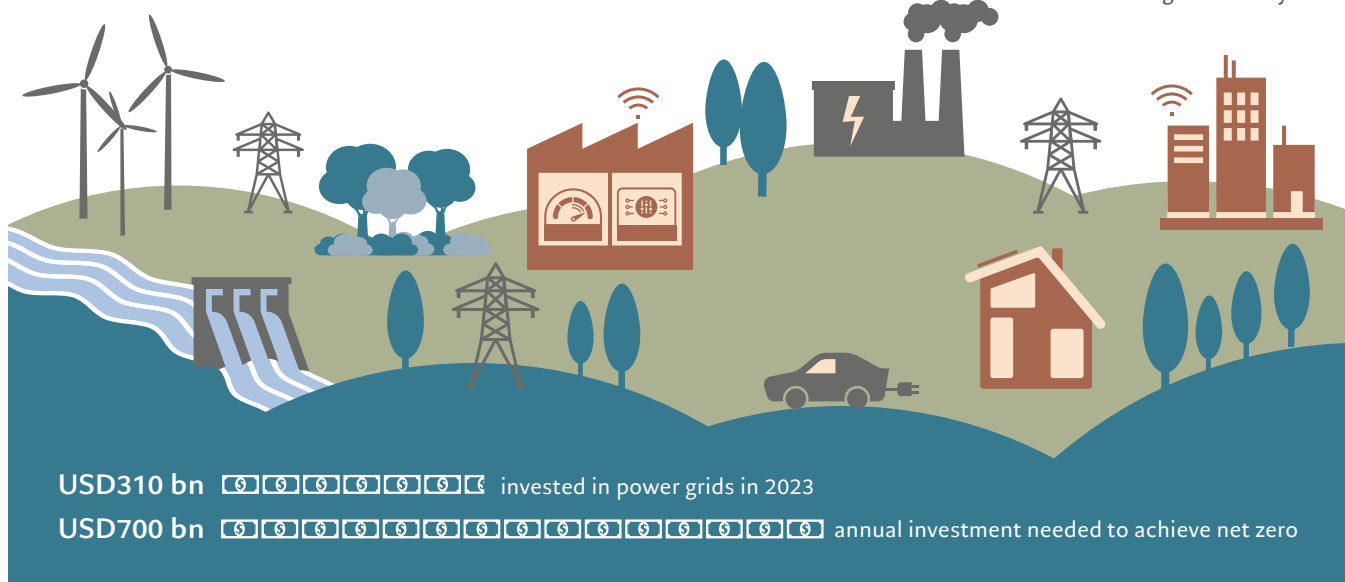 USD310 bn invested in power grids in 2023
USD700 bn annual investment needed to achieve net zero